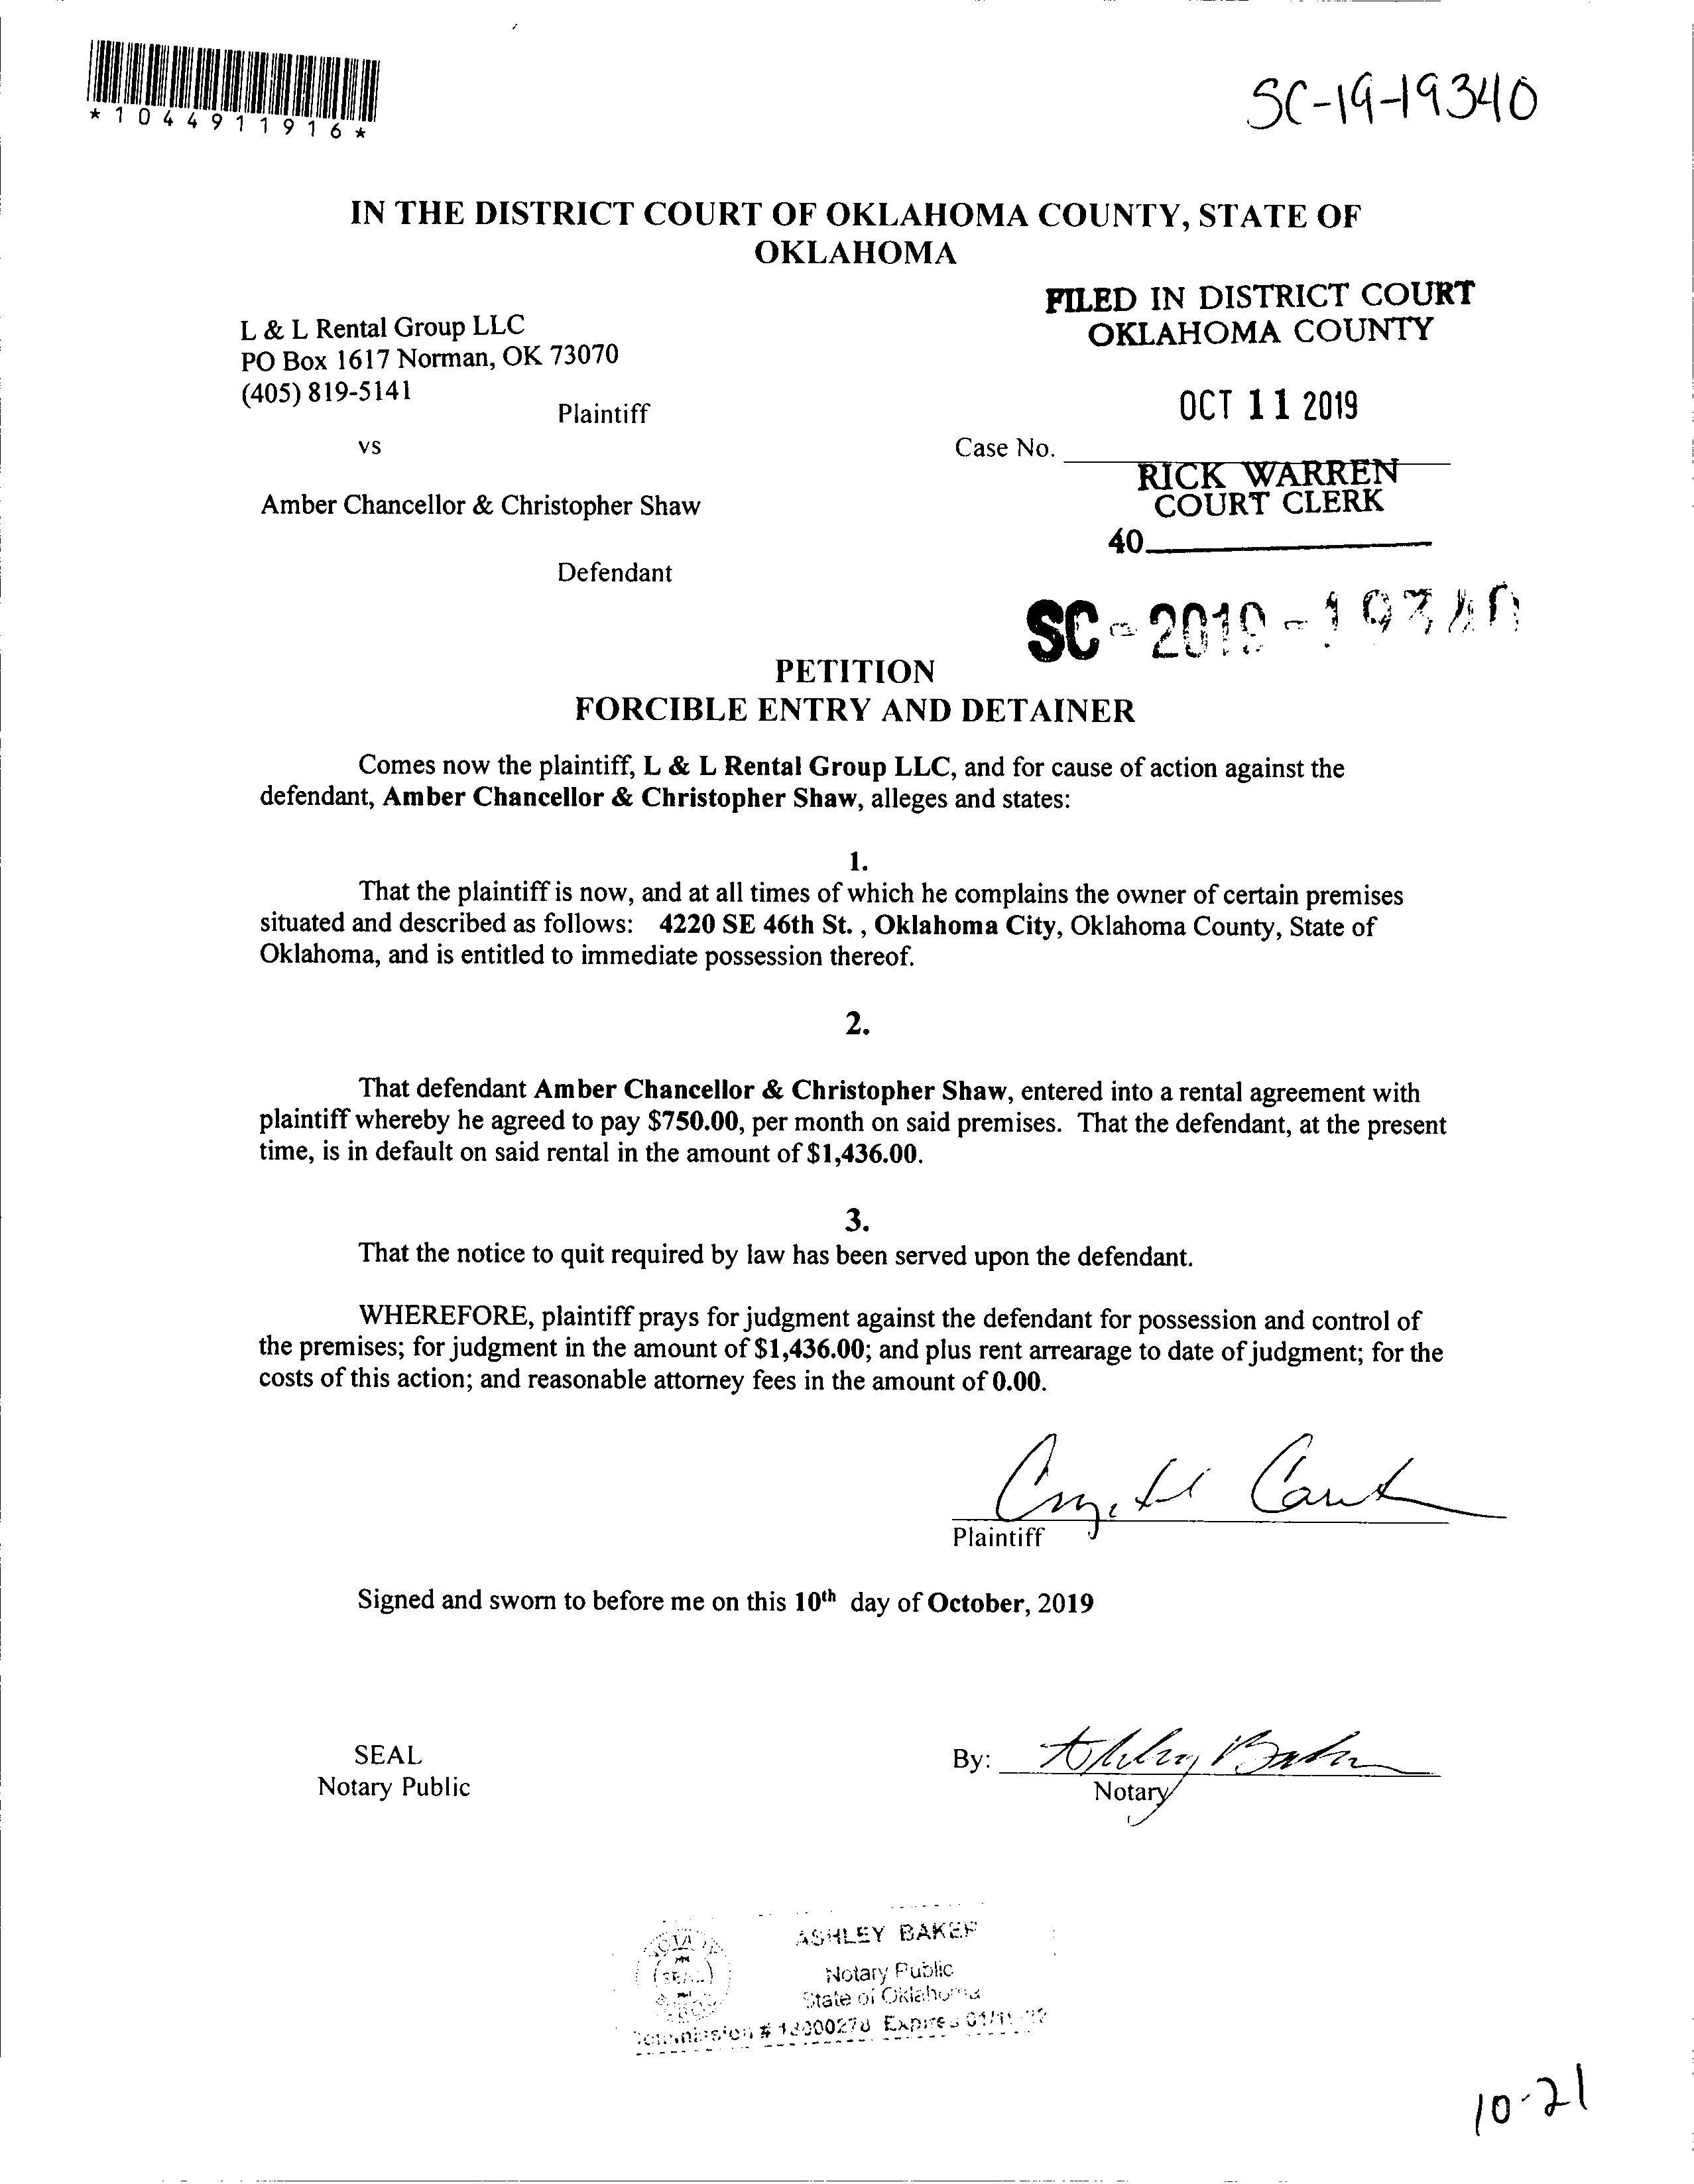 *1044911916*
SC-19-19340
IN THE DISTRICT COURT OF OKLAHOMA COUNTY, STATE OF
OKLAHOMA
FILED IN DISTRICT COURT
OKLAHOMA COUNTY
L & L Rental Group LLC
PO Box 1617 Norman, OK 73070
(405) 819-5141
OCT 11 2019
Plaintiff
vs
Case No.
RICK WARREN
COURT CLERK
Amber Chancellor & Christopher Shaw
40
Defendant
SC-2019-19340
PETITION
FORCIBLE ENTRY AND DETAINER
Comes now the plaintiff, L & L Rental Group LLC, and for cause of action against the
defendant, Amber Chancellor & Christopher Shaw, alleges and states:
1.
That the plaintiff is now, and at all times of which he complains the owner of certain premises
situated and described as follows: 4220 SE 46th St. , Oklahoma City, Oklahoma County, State of
Oklahoma, and is entitled to immediate possession thereof.
2.
That defendant Amber Chancellor & Christopher Shaw, entered into a rental agreement with
plaintiff whereby he agreed to pay $750.00, per month on said premises. That the defendant, at the present
time, is in default on said rental in the amount of $1,436.00.
3.
That the notice to quit required by law has been served upon the defendant.
WHEREFORE, plaintiff prays for judgment against the defendant for possession and control of
the premises; for judgment in the amount of $1,436.00; and plus rent arrearage to date of judgment; for the
costs of this action; and reasonable attorney fees in the amount of 0.00.
Plaintiff
Signed and sworn to before me on this 10th day of October, 2019
SEAL
Notary Public
By: Ashley Baker
Notary
ASHLEY BAKER
Notary Public
State of Oklahoma
Commission # Expires
10-21